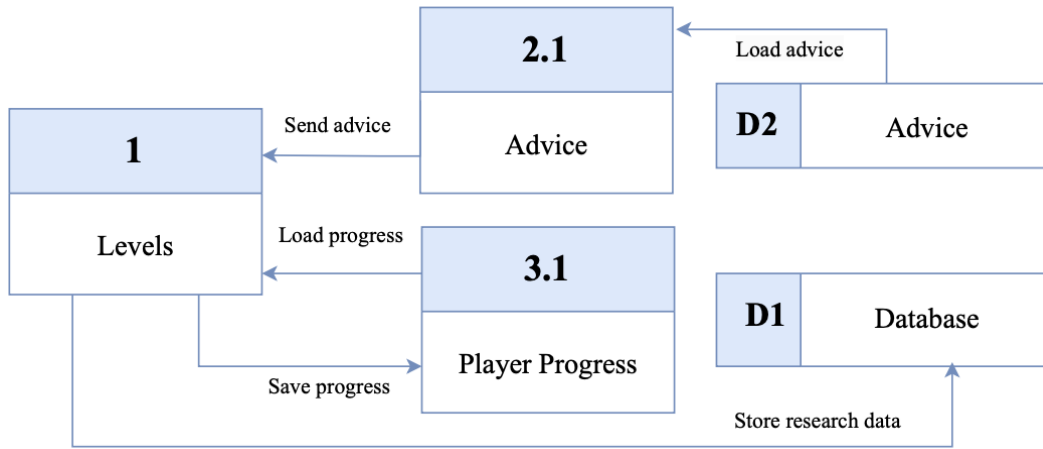 2.1
Load advice
D2
Advice
Send advice
Advice
1
Levels
Load progress
3.1
Player Progress
D1
Database
Save progress
Store research data